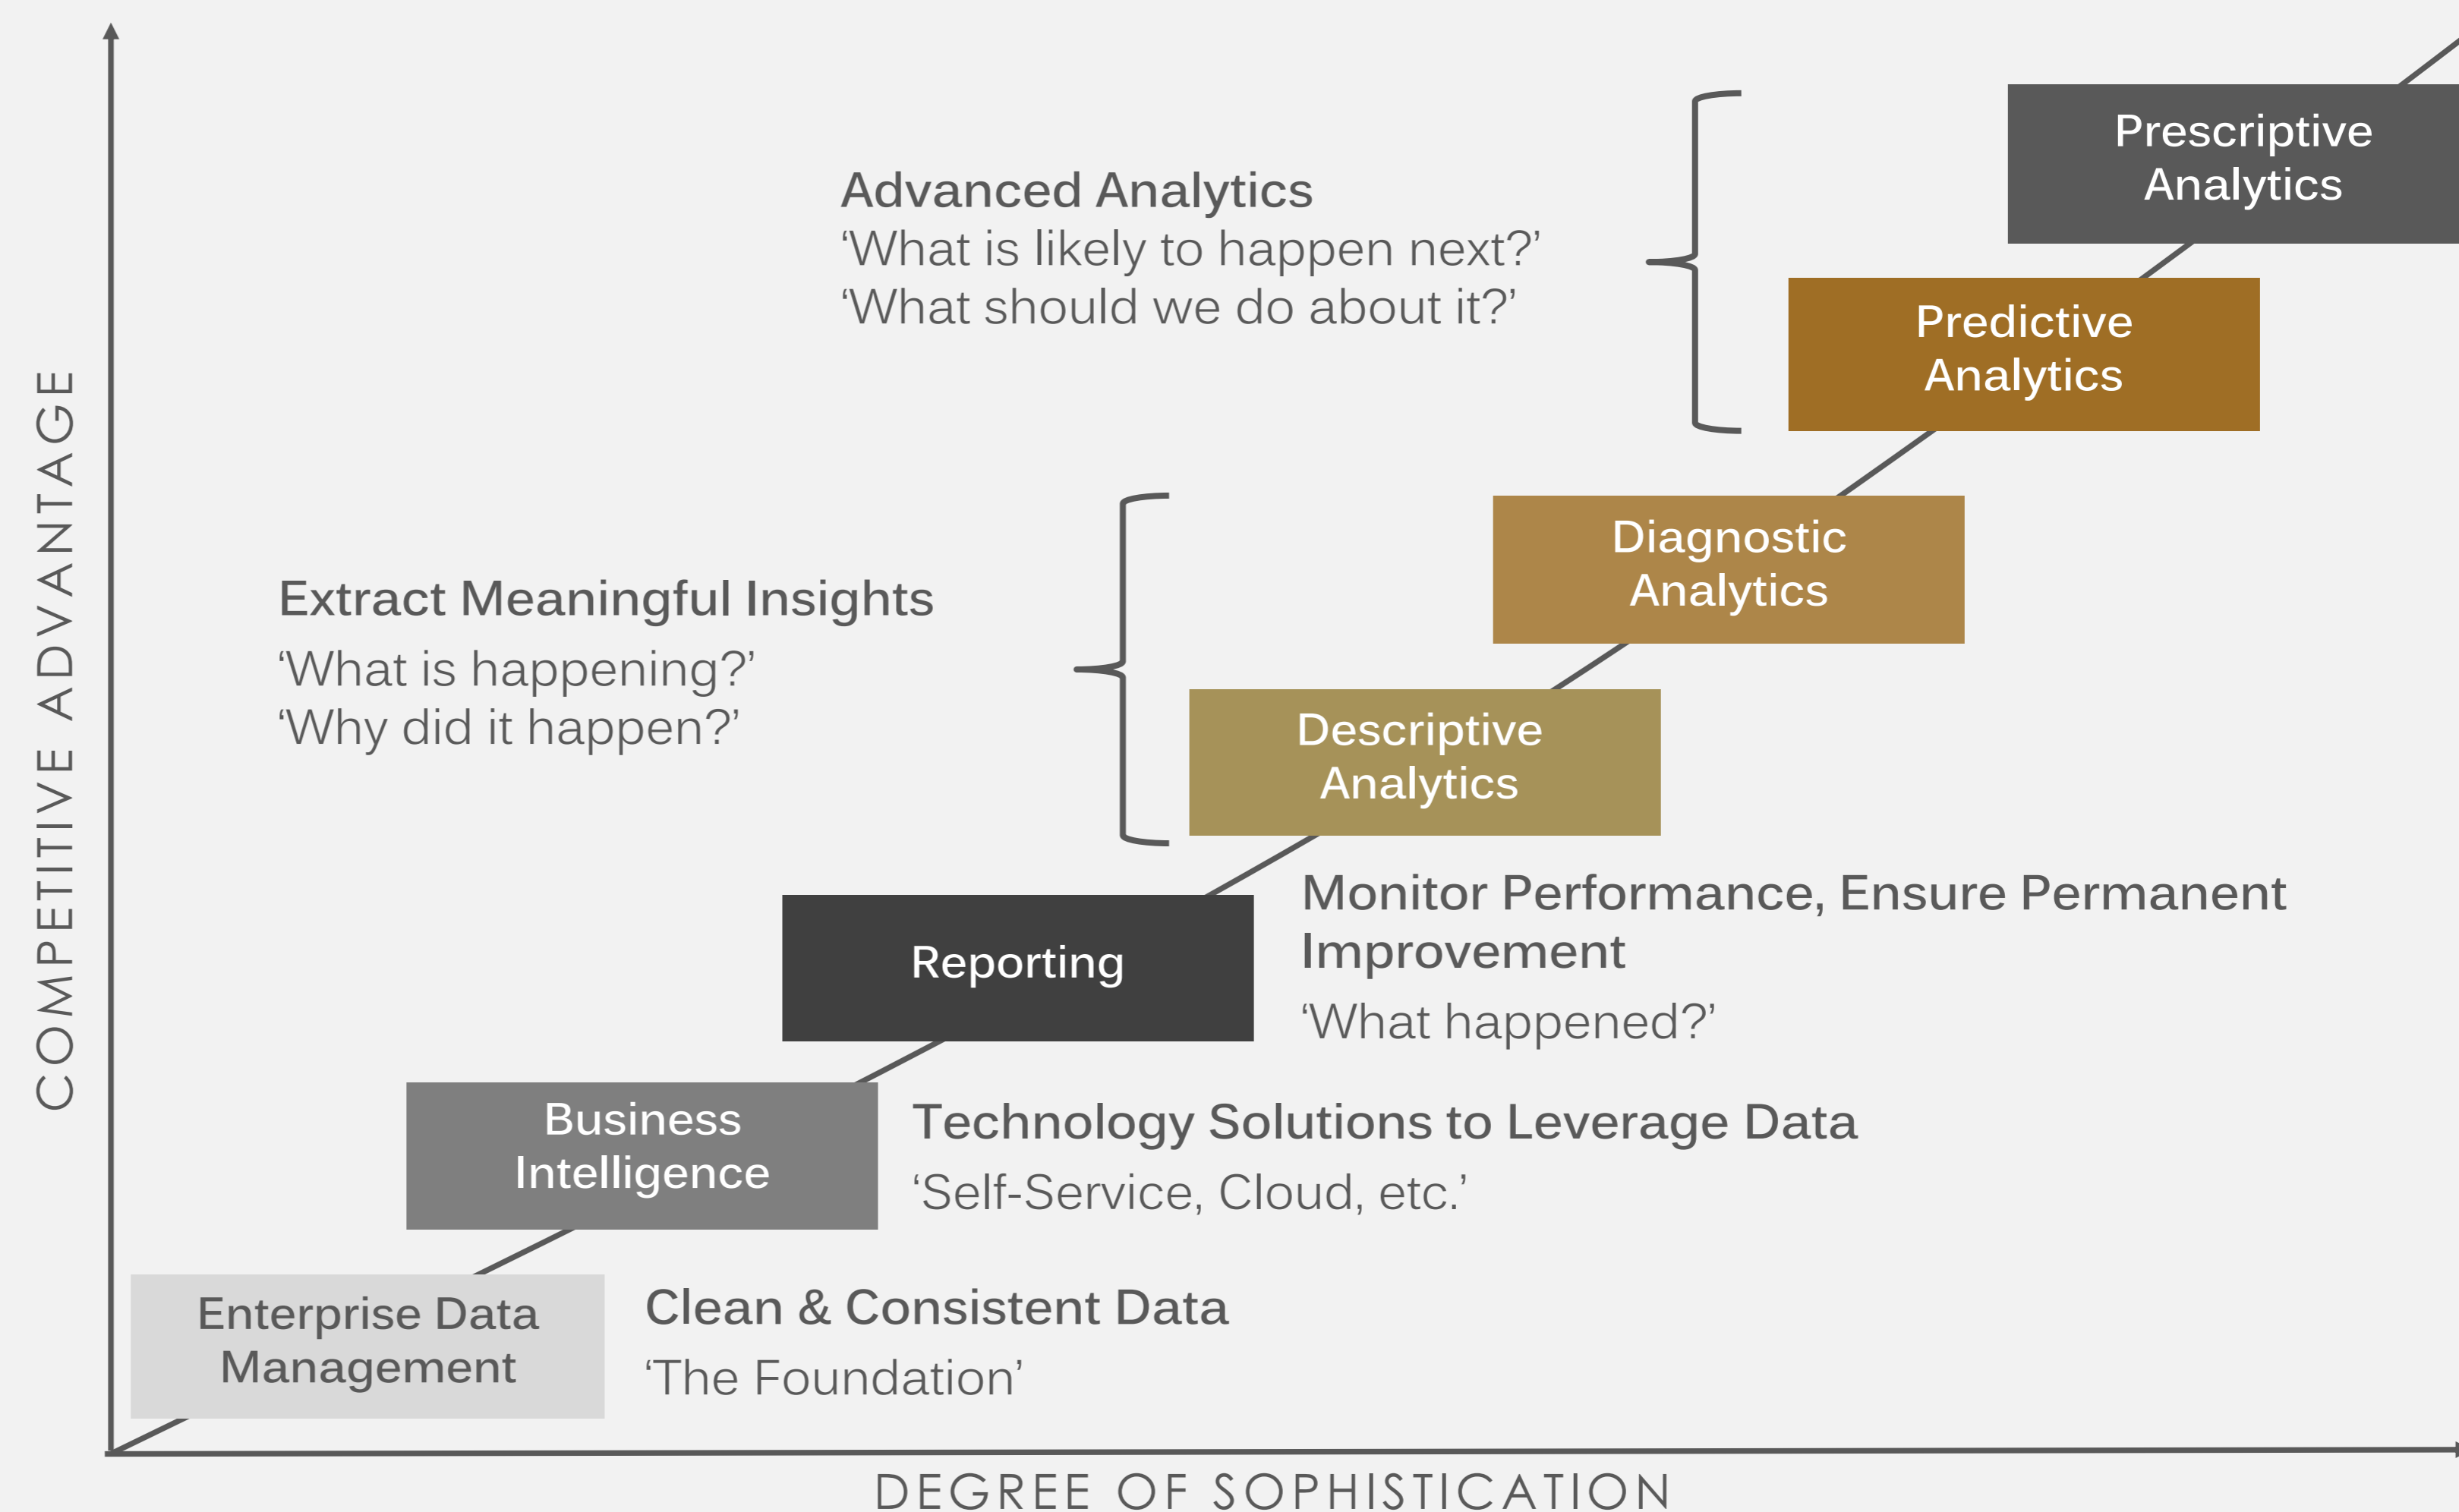 Prescriptive
Analytics
Advanced Analytics
‘What is likely to happen next?’
‘What should we do about it?’
Predictive
Analytics
Diagnostic
Analytics
Extract Meaningful Insights
‘What is happening?’
‘Why did it happen?’
Descriptive
Analytics
Reporting
Monitor Performance, Ensure Permanent
Improvement
‘What happened?’
Business
Intelligence
Technology Solutions to Leverage Data
‘Self-Service, Cloud, etc.’
Enterprise Data
Management
Clean & Consistent Data
‘The Foundation’
COMPETITIVE ADVANTAGE
DEGREE OF SOPHISTICATION